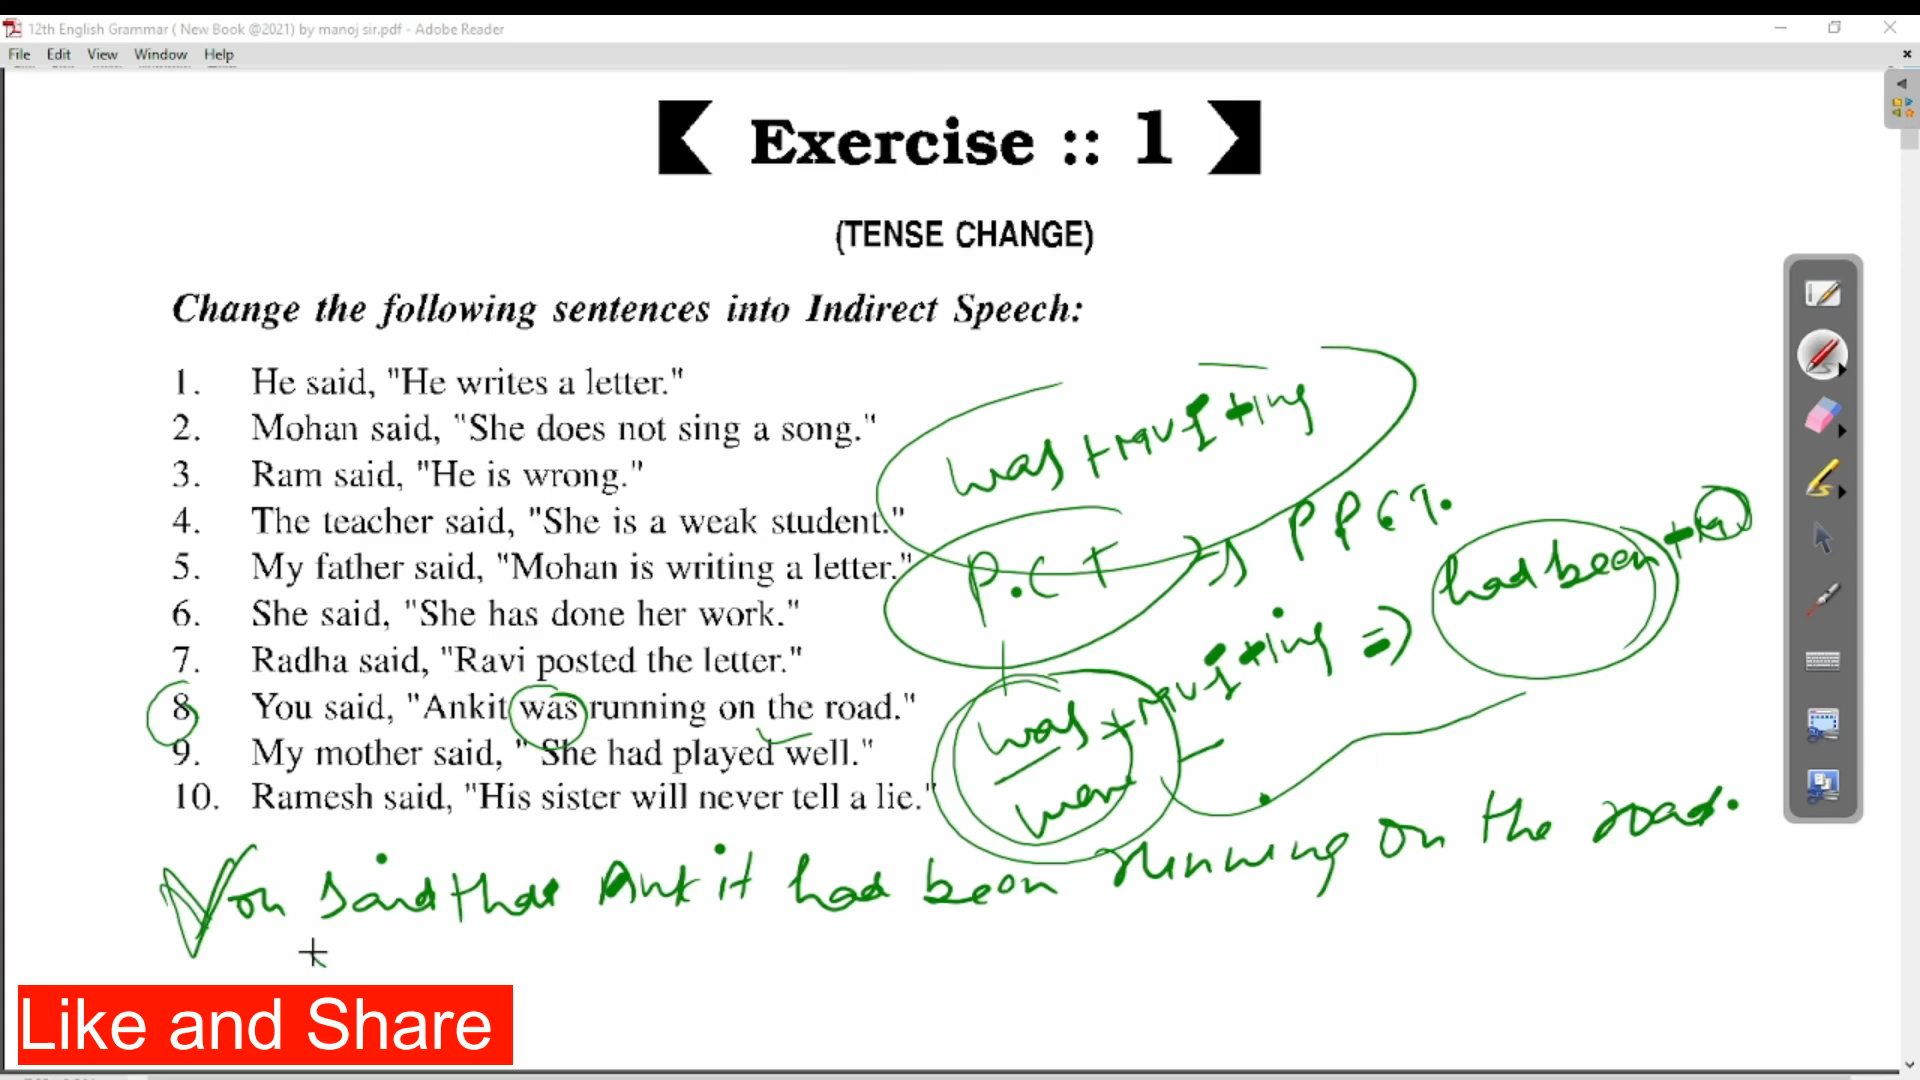 12th English Grammar ( New Book @2021) by manoj sir.pdf - Adobe Reader
File Edit View Window Help
Exercise :: 1
(TENSE CHANGE)
Change the following sentences into Indirect Speech:
1. He said, "He writes a letter."
2. Mohan said, "She does not sing a song."
3. Ram said, "He is wrong."
4. The teacher said, "She is a weak student."
5. My father said, "Mohan is writing a letter."
6. She said, "She has done her work."
7. Radha said, "Ravi posted the letter."
8. You said, "Ankit was running on the road."
9. My mother said, " She had played well."
10. Ramesh said, "His sister will never tell a lie."
was + +ing
P.C T
had been +
was + +ing =>
You said that Ankit had been running on the road.
Like and Share